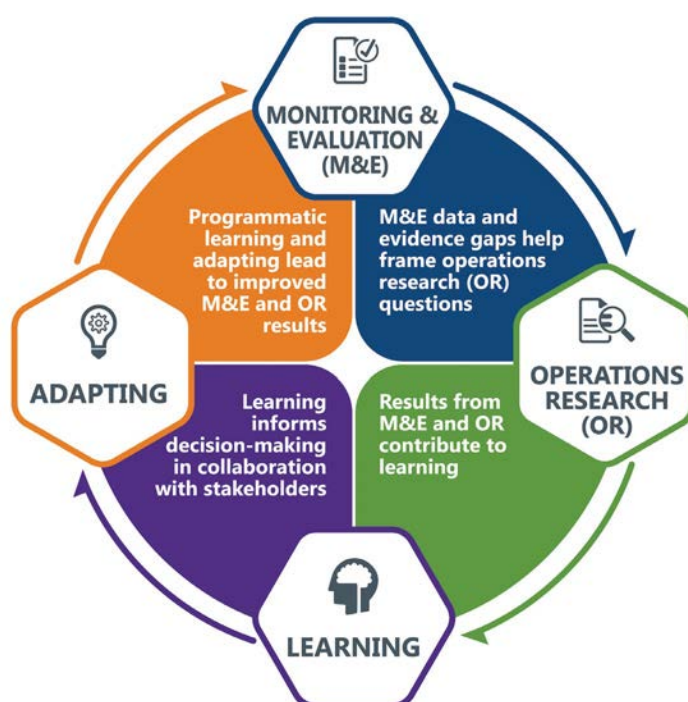 MONITORING &
EVALUATION
(M&E)
Programmatic
learning and
adapting lead
to improved
M&E and OR
results
M&E data and
evidence gaps help
frame operations
research (OR)
questions
ADAPTING
OPERATIONS
RESEARCH
(OR)
Learning
informs
decision-making
in collaboration
with stakeholders
Results from
M&E and OR
contribute to
learning
LEARNING